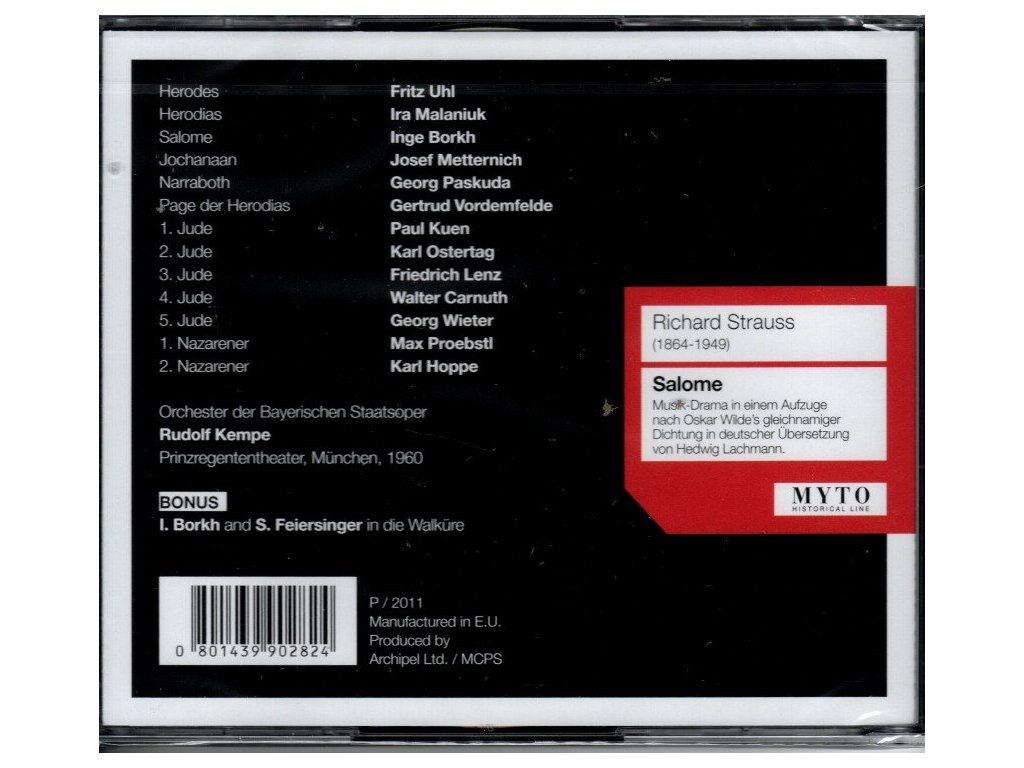 Herodes Fritz Uhl
Herodias Ira Malaniuk
Salome Inge Borkh
Jochanaan Josef Metternich
Narraboth Georg Paskuda
Page der Herodias Gertrud Vordemfelde
1. Jude Paul Kuen
2. Jude Karl Ostertag
3. Jude Friedrich Lenz
4. Jude Walter Carnuth
5. Jude Georg Wieter
1. Nazarener Max Proebstl
2. Nazarener Karl Hoppe
Orchester der Bayerischen Staatsoper
Rudolf Kempe
Prinzregententheater, München, 1960
BONUS
I. Borkh and S. Feiersinger in die Walküre
0 801439 902824
P / 2011
Manufactured in E.U.
Produced by
Archipel Ltd. / MCPS
Richard Strauss
(1864-1949)
Salome
Musik-Drama in einem Aufzuge
nach Oskar Wilde's gleichnamiger
Dichtung in deutscher Übersetzung
von Hedwig Lachmann.
MYTO
HISTORICAL LINE